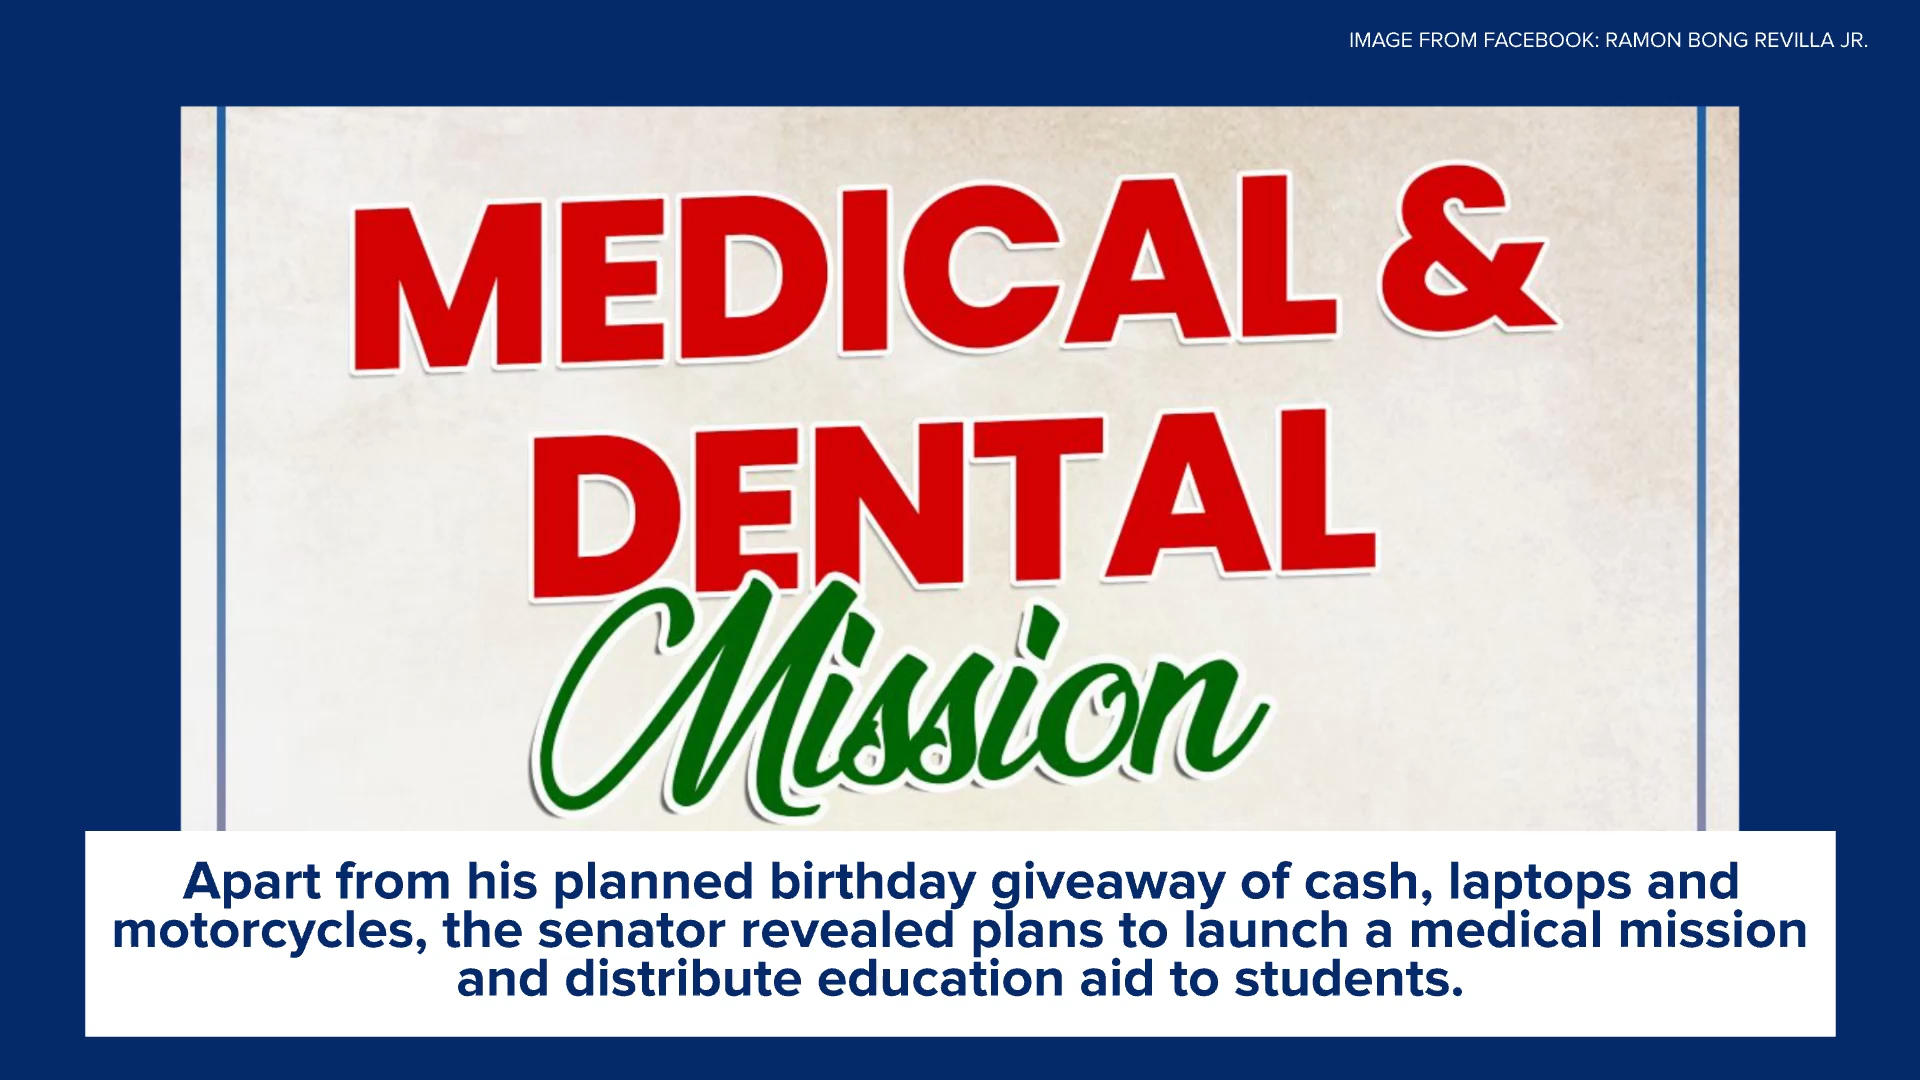 IMAGE FROM FACEBOOK: RAMON BONG REVILLA JR.
MEDICAL &
DENTAL
Mission
Apart from his planned birthday giveaway of cash, laptops and
motorcycles, the senator revealed plans to launch a medical mission
and distribute education aid to students.